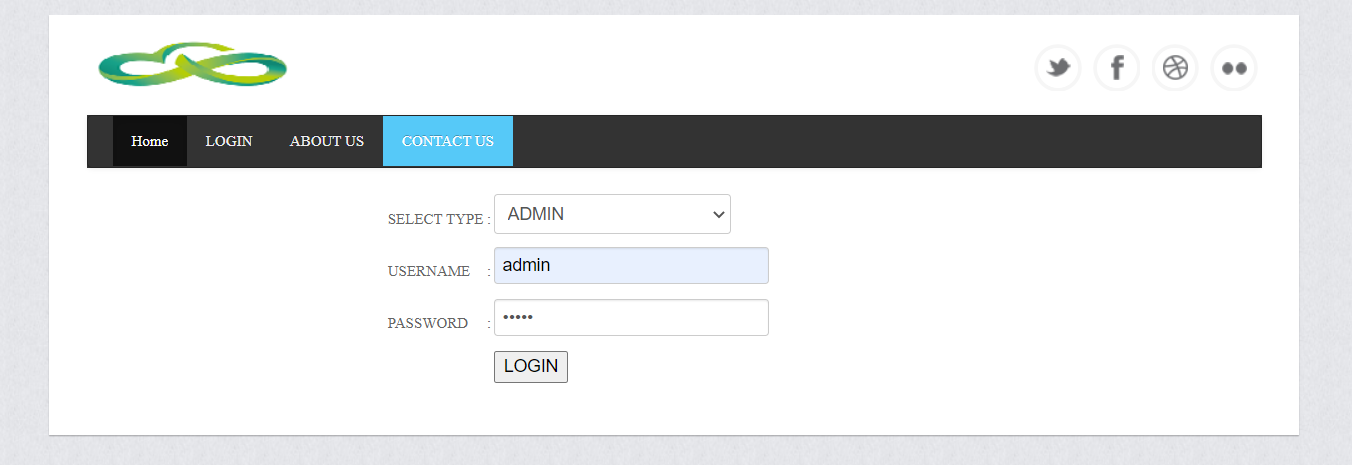 Home LOGIN ABOUT US CONTACT US
SELECT TYPE : ADMIN
USERNAME : admin
PASSWORD : •••••
LOGIN